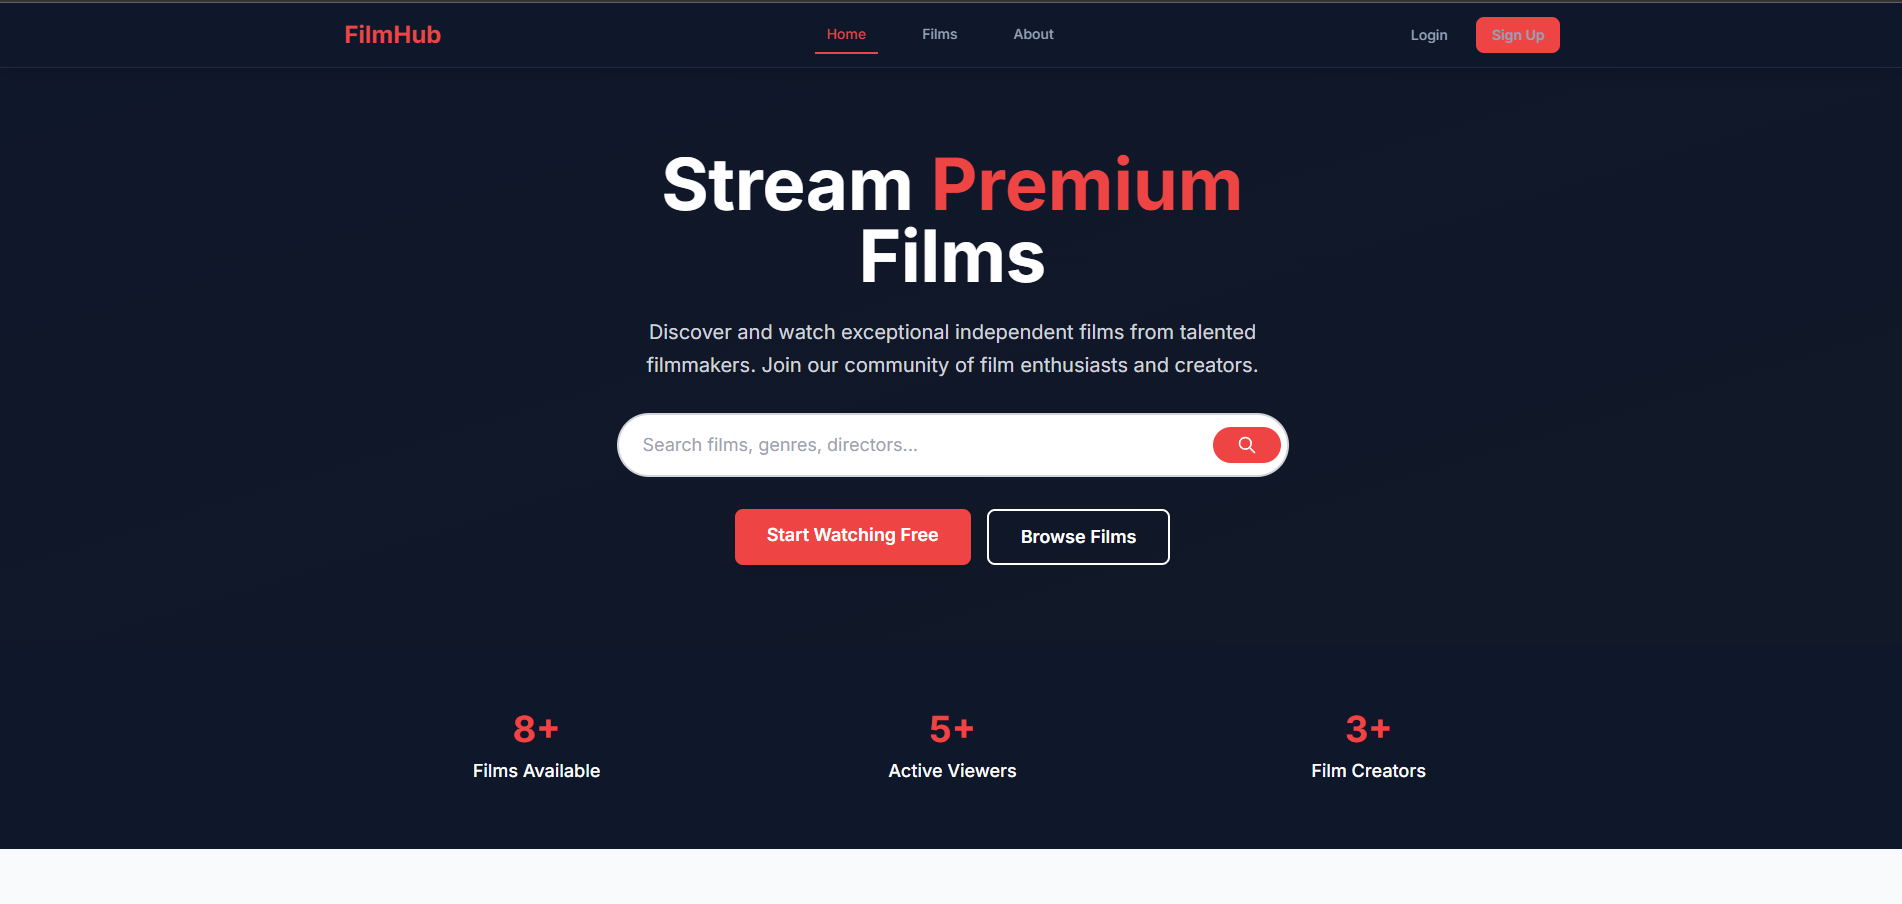 FilmHub
Home
Films
About
Login
Sign Up
Stream Premium
Films
Discover and watch exceptional independent films from talented
filmmakers. Join our community of film enthusiasts and creators.
Search films, genres, directors...
Start Watching Free
Browse Films
8+
Films Available
5+
Active Viewers
3+
Film Creators